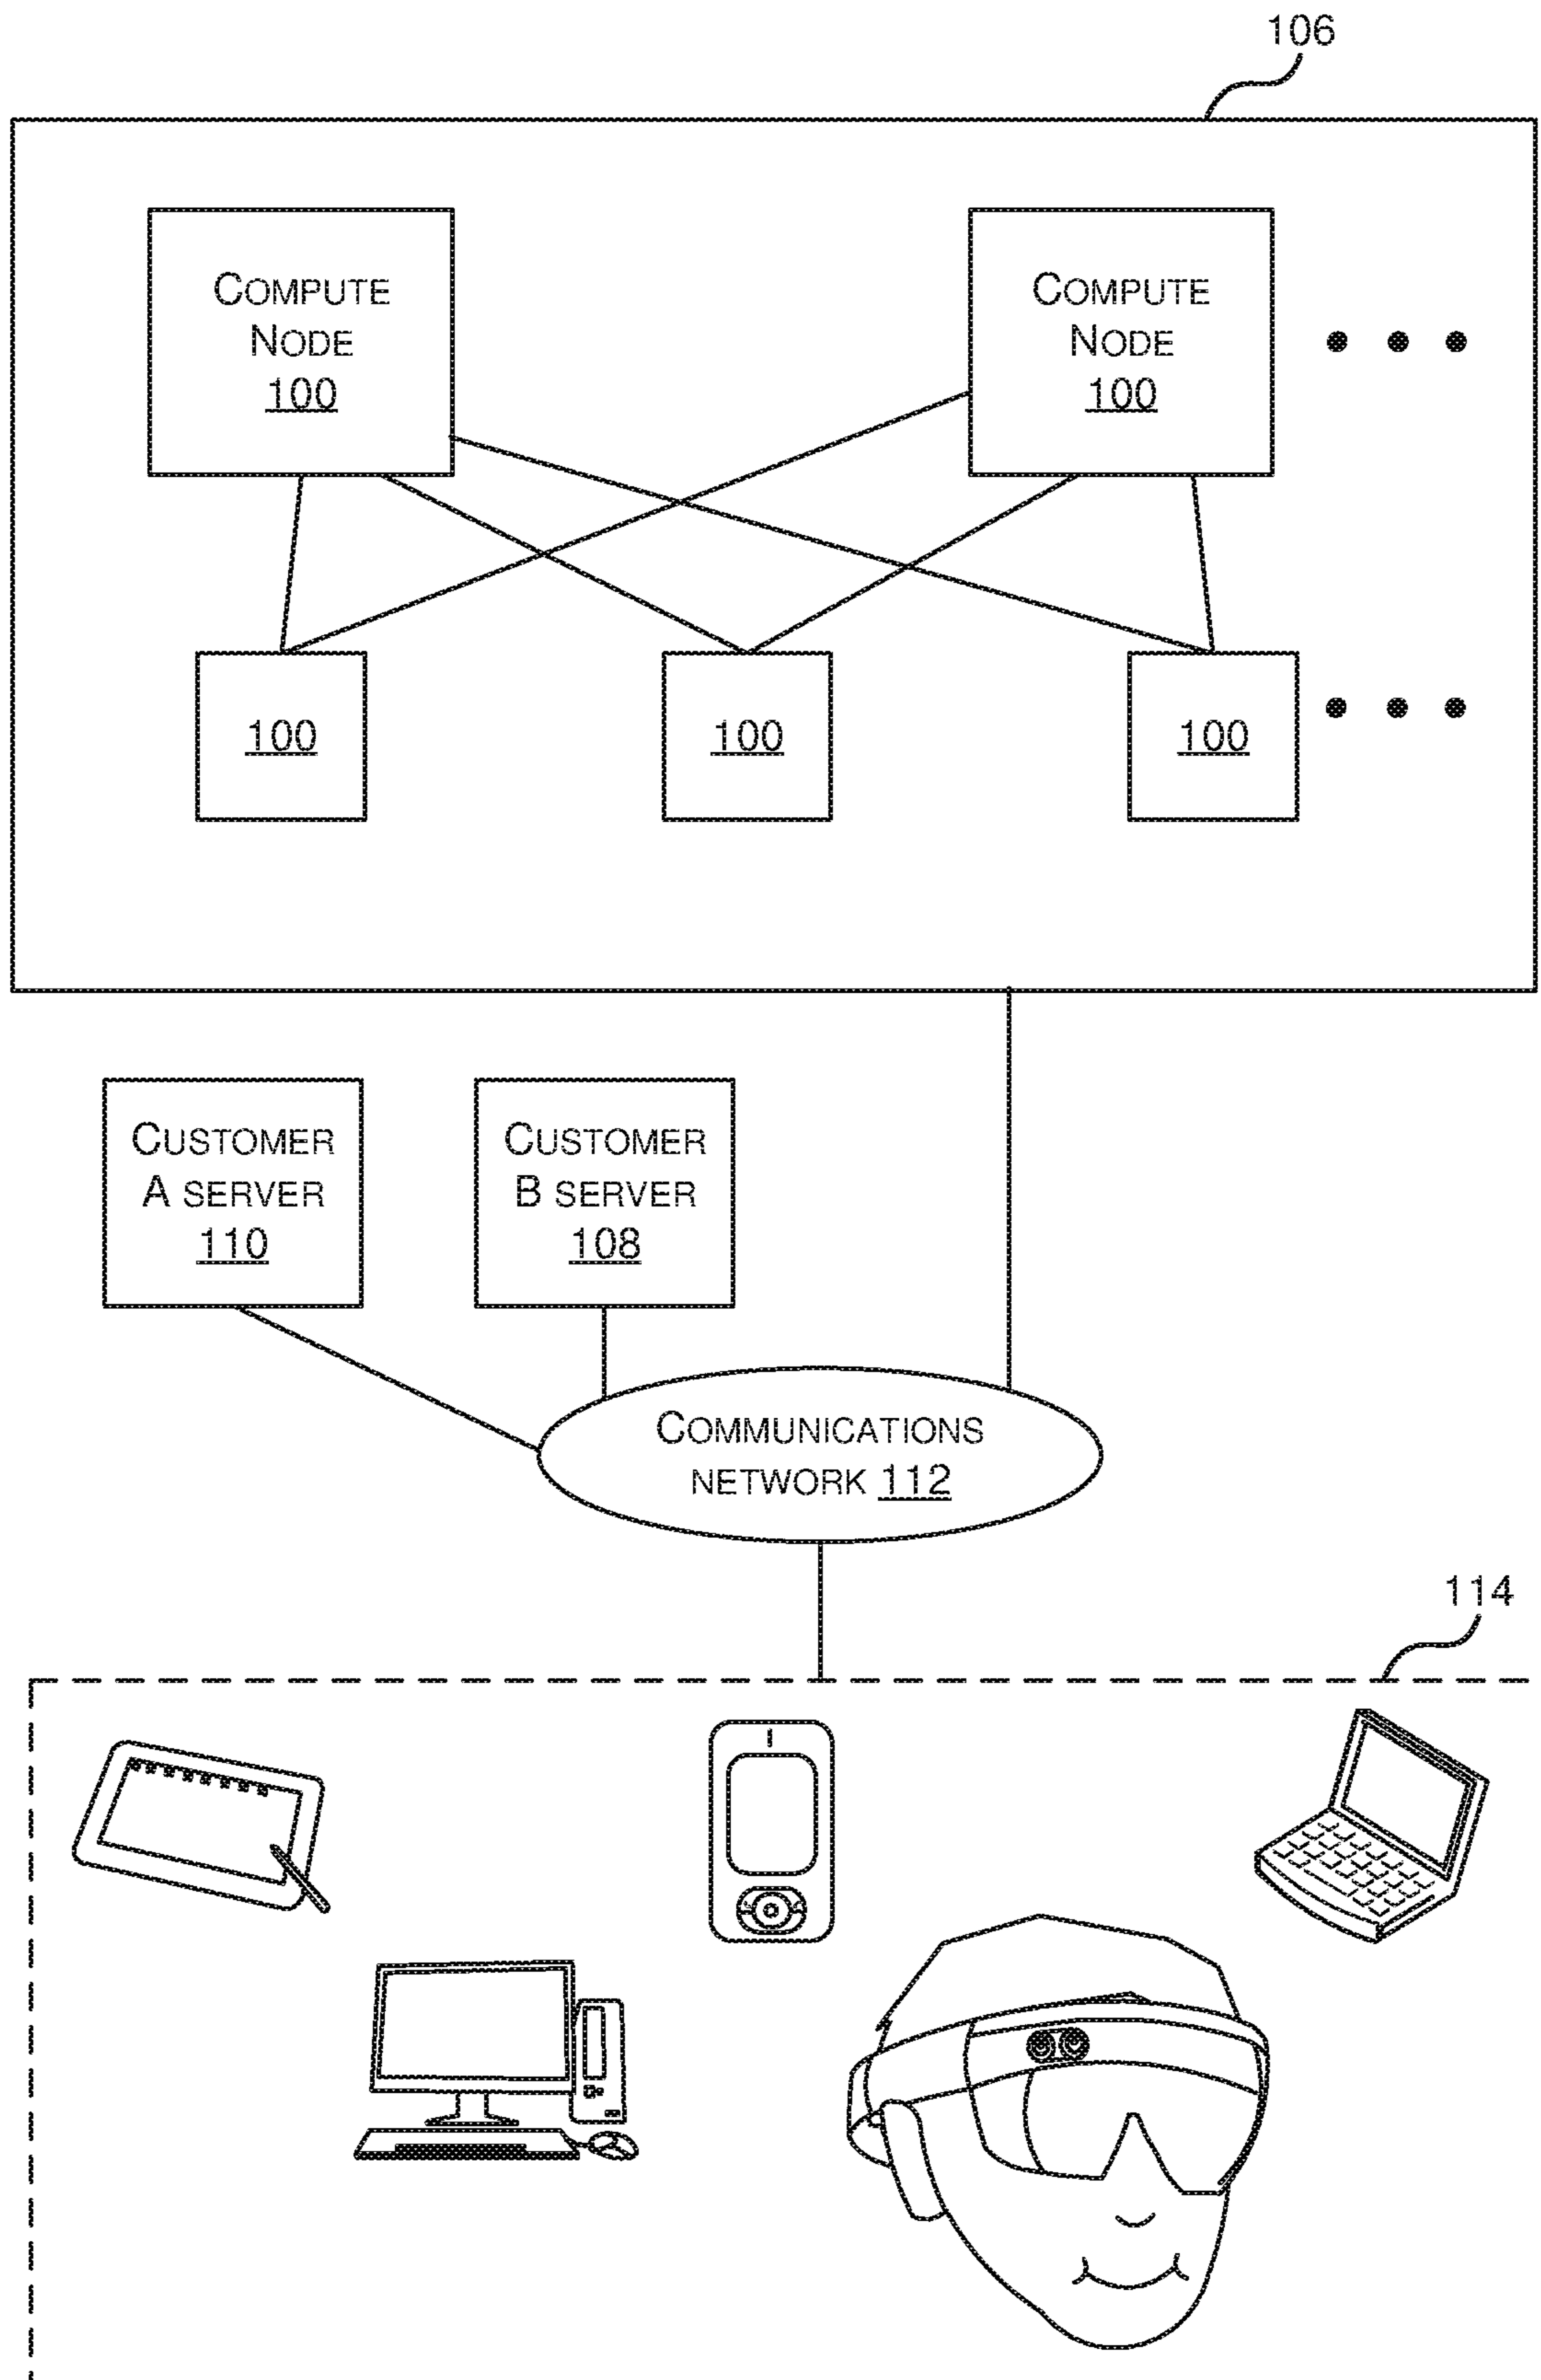 106
COMPUTE
NODE
100
COMPUTE
NODE
100
100
100
100
CUSTOMER
A SERVER
110
CUSTOMER
B SERVER
108
COMMUNICATIONS
NETWORK 112
114